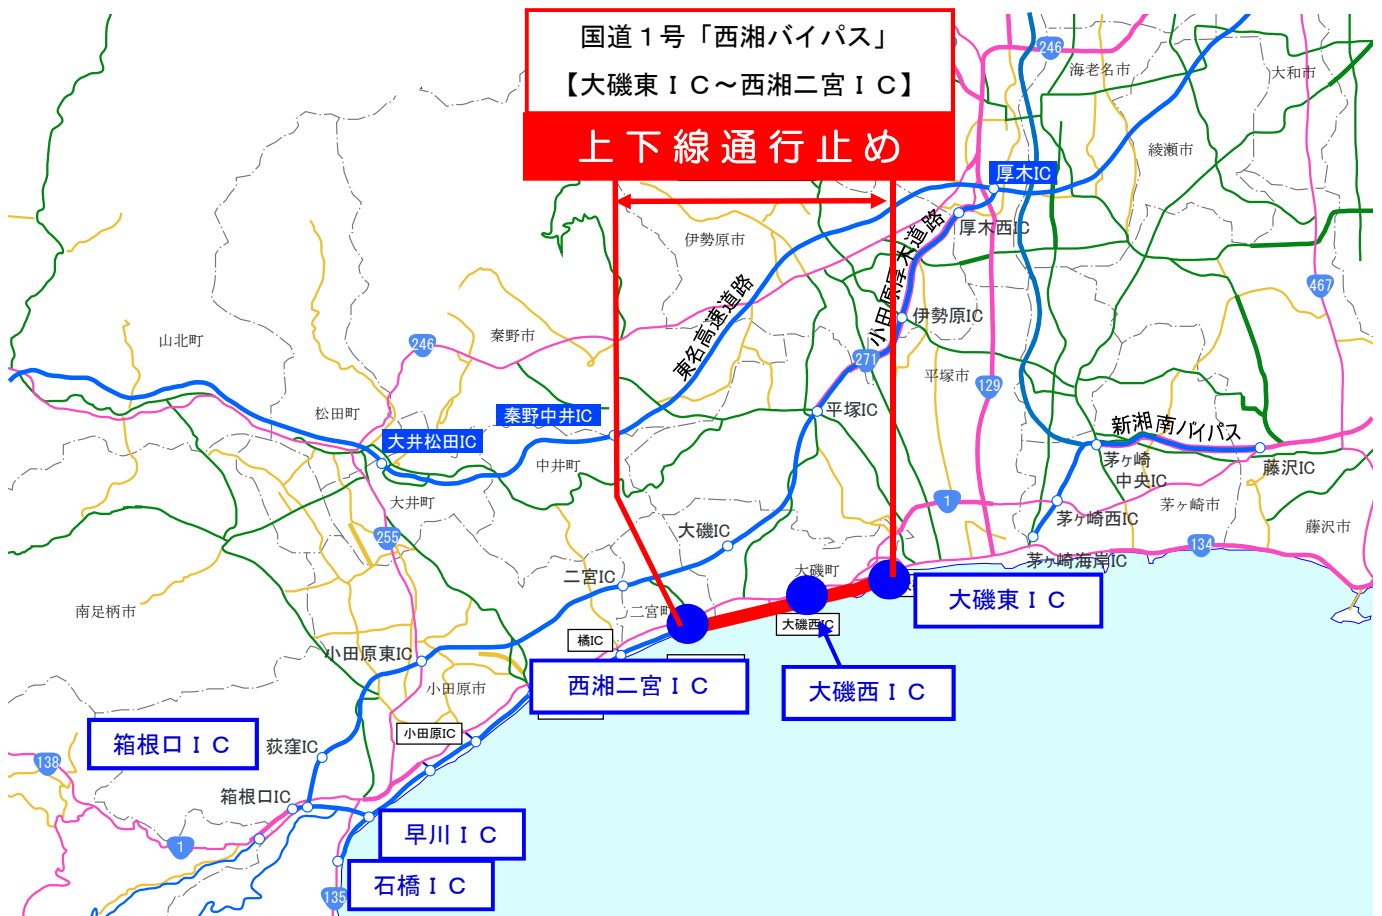 国道１号「西湘バイパス」
【大磯東ＩＣ～西湘二宮ＩＣ】
上下線通行止め
246
海老名市
大和市
綾瀬市
厚木IC
厚木西IC
伊勢原市
小田原厚木道路
467
東名高速道路
伊勢原IC
山北町
246
秦野市
271
平塚市
129
松田町
秦野中井IC
平塚IC
大井松田IC
新湘南バイパス
中井町
茅ヶ崎
中央IC
藤沢IC
大井町
1
茅ヶ崎西IC
茅ヶ崎市
藤沢市
255
大磯IC
134
茅ヶ崎海岸IC
二宮IC
大磯町
大磯東ＩＣ
南足柄市
二宮町
大磯西IC
橘IC
小田原東IC
西湘二宮ＩＣ
大磯西ＩＣ
小田原市
小田原IC
箱根口ＩＣ
荻窪IC
138
箱根口IC
早川ＩＣ
1
石橋ＩＣ
135